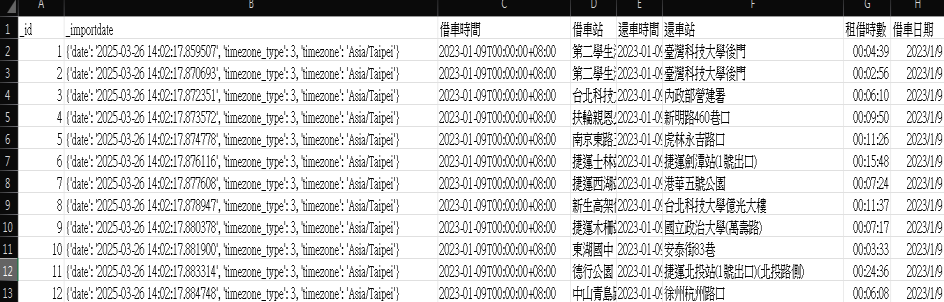 A B C D E F G H
1 _id _importdate 借車時間 借車站 還車時間 還車站 租借時數 借車日期
2 1 {'date': '2025-03-26 14:02:17.859507', 'timezone_type': 3, 'timezone': 'Asia/Taipei'} 2023-01-09T00:00:00+08:00 第二學生 2023-01-0 臺灣科技大學後門 00:04:39 2023/1/9
3 2 {'date': '2025-03-26 14:02:17.870693', 'timezone_type': 3, 'timezone': 'Asia/Taipei'} 2023-01-09T00:00:00+08:00 第二學生 2023-01-0 臺灣科技大學後門 00:02:56 2023/1/9
4 3 {'date': '2025-03-26 14:02:17.872351', 'timezone_type': 3, 'timezone': 'Asia/Taipei'} 2023-01-09T00:00:00+08:00 台北科技 2023-01-0 內政部營建署 00:06:10 2023/1/9
5 4 {'date': '2025-03-26 14:02:17.873572', 'timezone_type': 3, 'timezone': 'Asia/Taipei'} 2023-01-09T00:00:00+08:00 扶輪親恩 2023-01-0 新明路460巷口 00:09:50 2023/1/9
6 5 {'date': '2025-03-26 14:02:17.874778', 'timezone_type': 3, 'timezone': 'Asia/Taipei'} 2023-01-09T00:00:00+08:00 南京東路 2023-01-0 虎林永吉路口 00:11:26 2023/1/9
7 6 {'date': '2025-03-26 14:02:17.876116', 'timezone_type': 3, 'timezone': 'Asia/Taipei'} 2023-01-09T00:00:00+08:00 捷運士林 2023-01-0 捷運劍潭站(1號出口) 00:15:48 2023/1/9
8 7 {'date': '2025-03-26 14:02:17.877608', 'timezone_type': 3, 'timezone': 'Asia/Taipei'} 2023-01-09T00:00:00+08:00 捷運西湖 2023-01-0 港華五號公園 00:07:24 2023/1/9
9 8 {'date': '2025-03-26 14:02:17.878947', 'timezone_type': 3, 'timezone': 'Asia/Taipei'} 2023-01-09T00:00:00+08:00 新生高架 2023-01-0 台北科技大學億光大樓 00:11:37 2023/1/9
10 9 {'date': '2025-03-26 14:02:17.880378', 'timezone_type': 3, 'timezone': 'Asia/Taipei'} 2023-01-09T00:00:00+08:00 捷運木柵 2023-01-0 國立政治大學(萬壽路) 00:07:17 2023/1/9
11 10 {'date': '2025-03-26 14:02:17.881900', 'timezone_type': 3, 'timezone': 'Asia/Taipei'} 2023-01-09T00:00:00+08:00 東湖國中 2023-01-0 安泰街83巷 00:03:33 2023/1/9
12 11 {'date': '2025-03-26 14:02:17.883314', 'timezone_type': 3, 'timezone': 'Asia/Taipei'} 2023-01-09T00:00:00+08:00 德行公園 2023-01-0 捷運北投站(1號出口)(北投路側) 00:24:36 2023/1/9
13 12 {'date': '2025-03-26 14:02:17.884748', 'timezone_type': 3, 'timezone': 'Asia/Taipei'} 2023-01-09T00:00:00+08:00 中山青島 2023-01-0 徐州杭州路口 00:06:08 2023/1/9